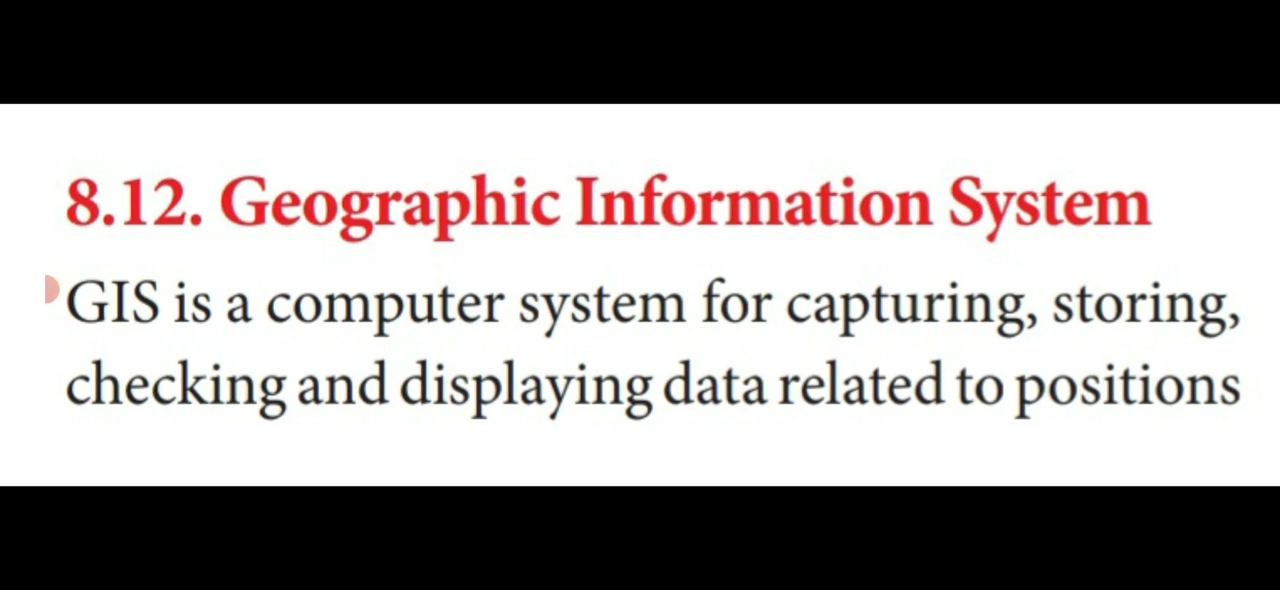 8.12. Geographic Information System
GIS is a computer system for capturing, storing,
checking and displaying data related to positions